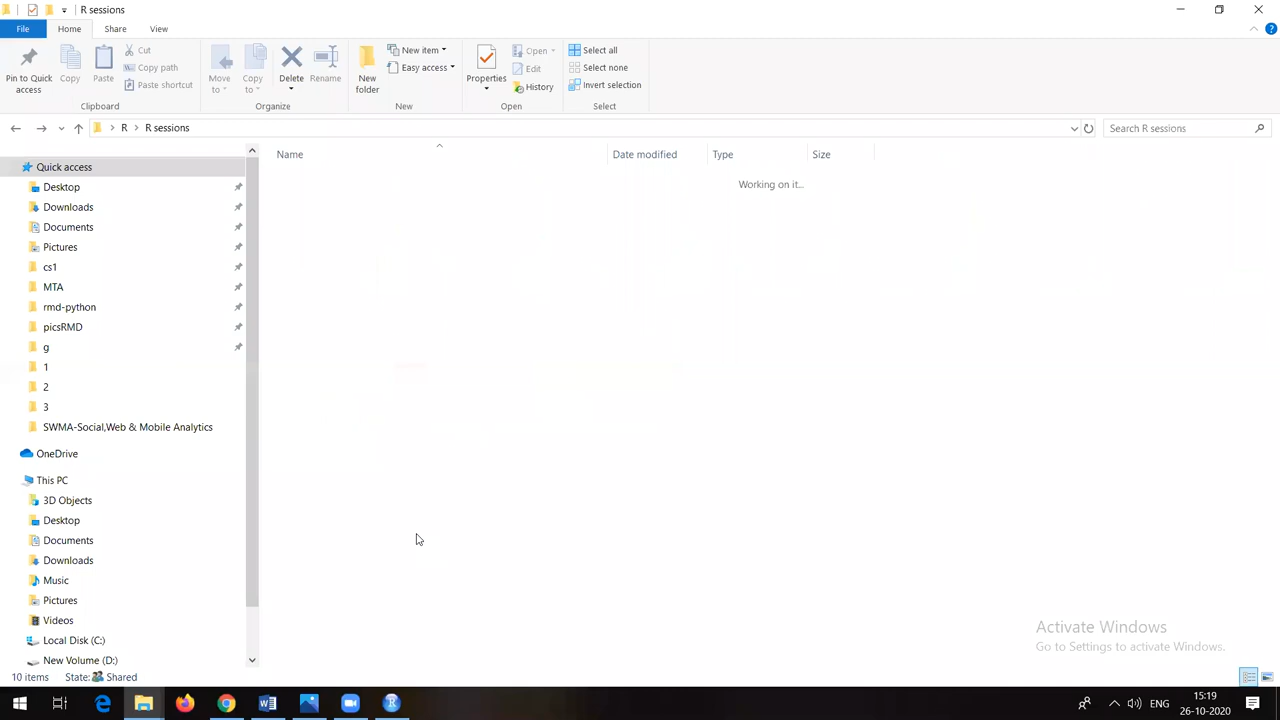 R sessions
File Home Share View
Pin to Quick access
Copy
Paste
Cut
Copy path
Paste shortcut
Clipboard
Move to
Copy to
Delete
Rename
Organize
New folder
New item
Easy access
New
Properties
Open
Edit
History
Open
Select all
Select none
Invert selection
Select
R R sessions
Search R sessions
Name Date modified Type Size
Working on it...
Quick access
Desktop
Downloads
Documents
Pictures
cs1
MTA
rmd-python
picsRMD
g
1
2
3
SWMA-Social,Web & Mobile Analytics
OneDrive
This PC
3D Objects
Desktop
Documents
Downloads
Music
Pictures
Videos
Local Disk (C:)
New Volume (D:)
Activate Windows
Go to Settings to activate Windows.
10 items State: Shared
ENG
15:19
26-10-2020